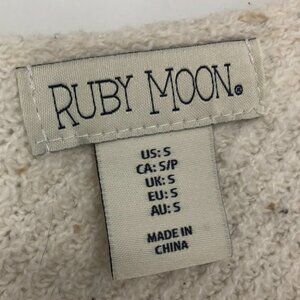 RUBY MOON®
US: S
CA: S/P
UK: S
EU: S
AU: S
MADE IN
CHINA